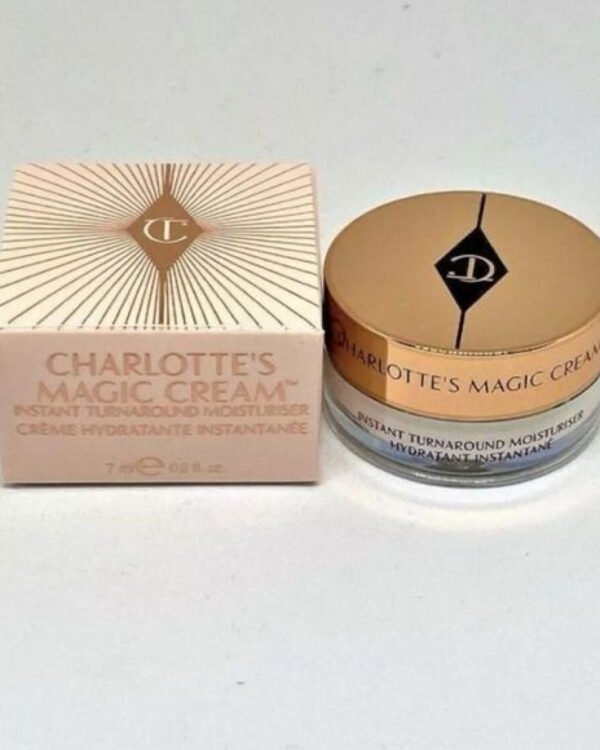 CHARLOTTE'S
MAGIC CREAM™
INSTANT TURNAROUND MOISTURISER
CRÈME HYDRATANTE INSTANTANÉE
7 ml e 0.2 fl. oz.
CHARLOTTE'S MAGIC CREAM
INSTANT TURNAROUND MOISTURISER
HYDRATANT INSTANTANÉ